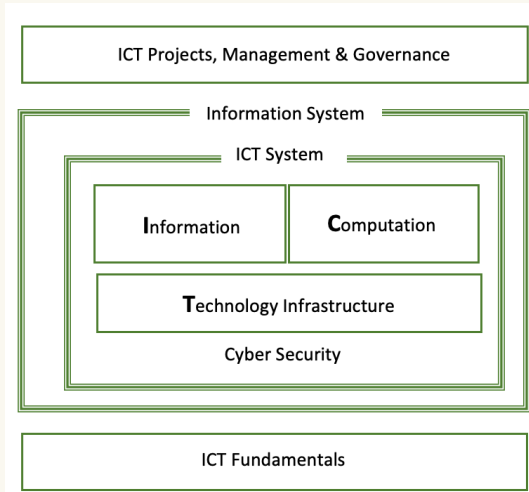 ICT Projects, Management & Governance
Information System
ICT System
Information
Computation
Technology Infrastructure
Cyber Security
ICT Fundamentals